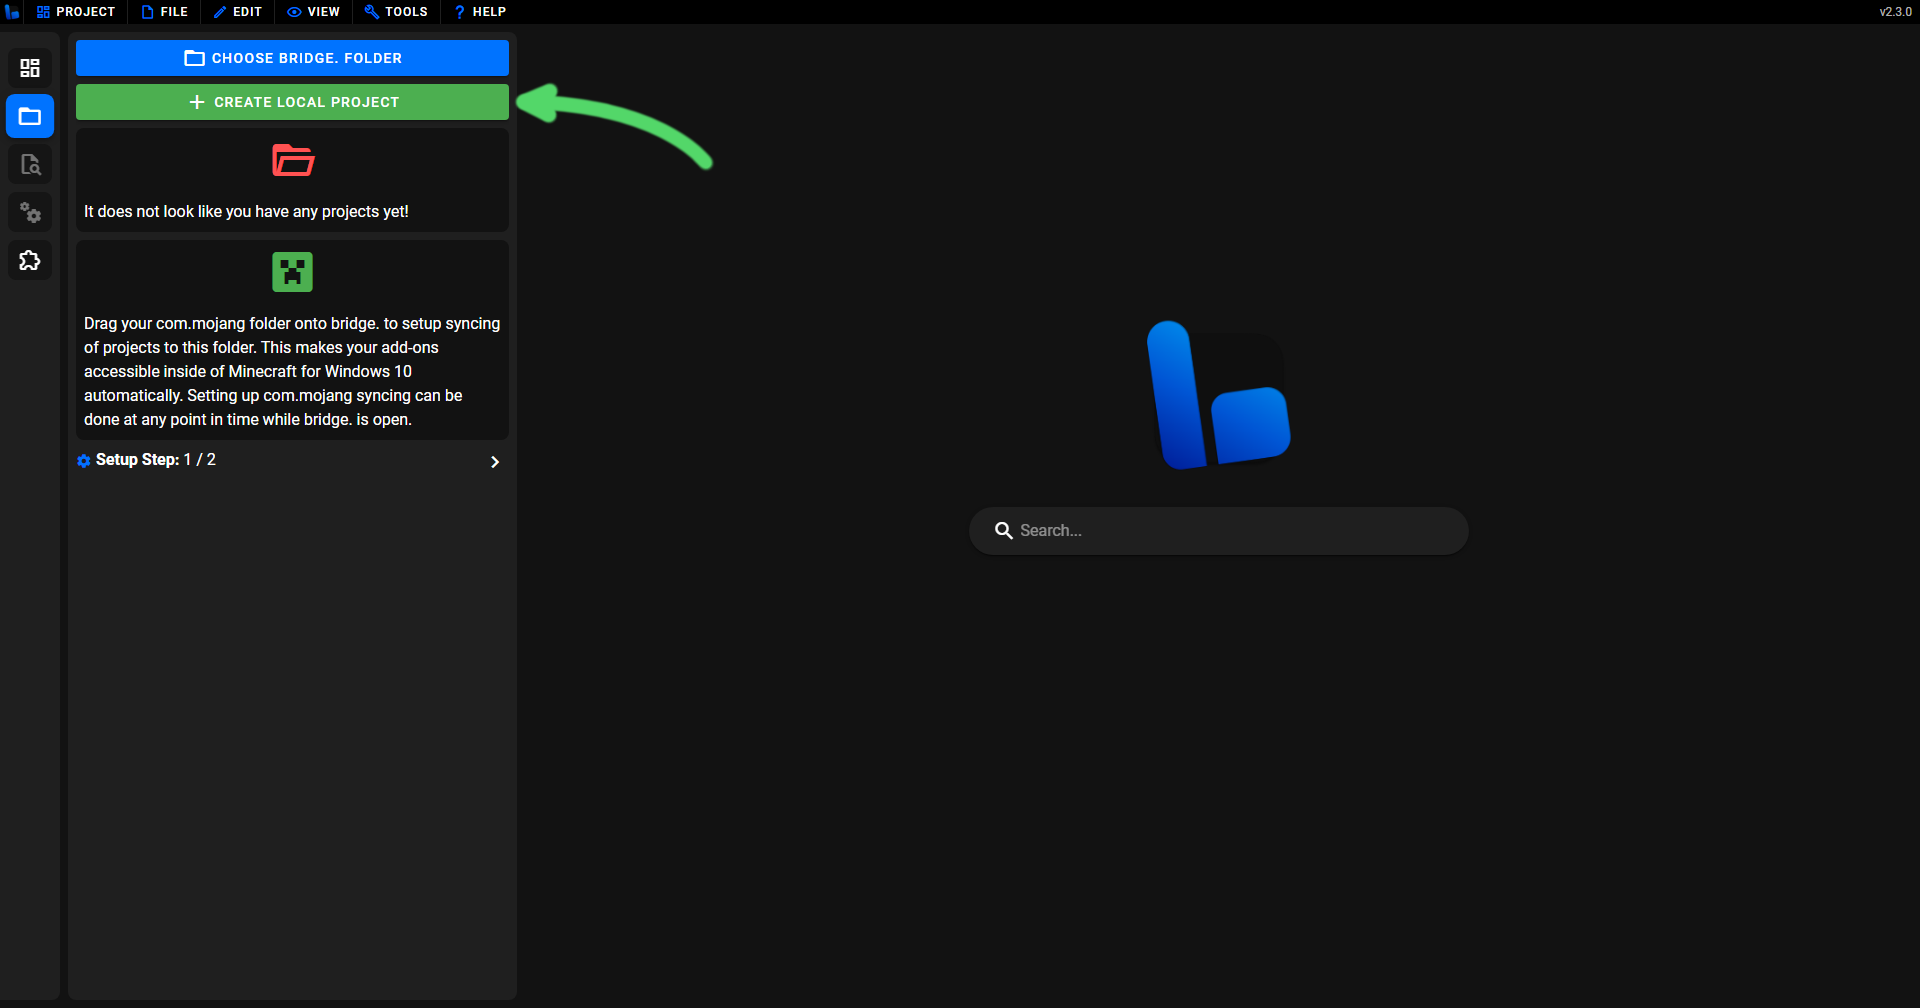 PROJECT FILE EDIT VIEW TOOLS HELP v2.3.0
CHOOSE BRIDGE. FOLDER
CREATE LOCAL PROJECT
It does not look like you have any projects yet!
Drag your com.mojang folder onto bridge. to setup syncing
of projects to this folder. This makes your add-ons
accessible inside of Minecraft for Windows 10
automatically. Setting up com.mojang syncing can be
done at any point in time while bridge. is open.
Setup Step: 1 / 2
Search...